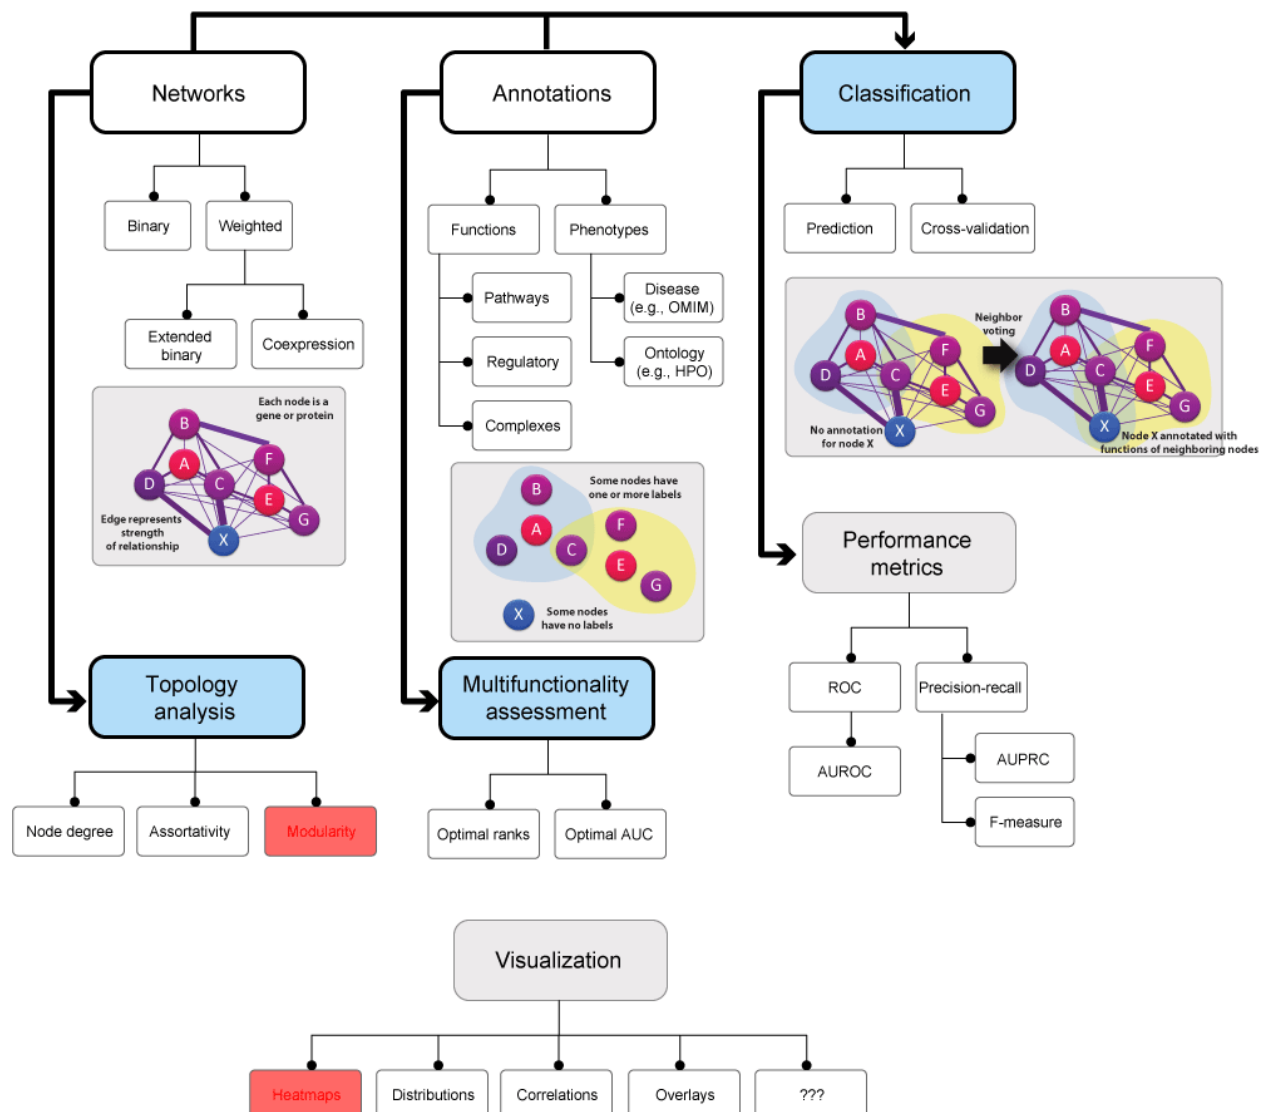 Networks
Annotations
Classification
Binary
Weighted
Functions
Phenotypes
Prediction
Cross-validation
Extended
binary
Coexpression
Pathways
Regulatory
Complexes
Disease
(e.g., OMIM)
Ontology
(e.g., HPO)
Each node is a
gene or protein
B
A
D
C
F
E
G
X
Edge represents
strength
of relationship
Some nodes have
one or more labels
B
A
D
C
F
E
G
X
Some nodes
have no labels
B
A
D
C
F
E
G
X
No annotation
for node X
Neighbor
voting
B
A
D
C
F
E
G
X
Node X annotated with
functions of neighboring nodes
Topology
analysis
Node degree
Assortativity
Modularity
Multifunctionality
assessment
Optimal ranks
Optimal AUC
Performance
metrics
ROC
Precision-recall
AUROC
AUPRC
F-measure
Visualization
Heatmaps
Distributions
Correlations
Overlays
???